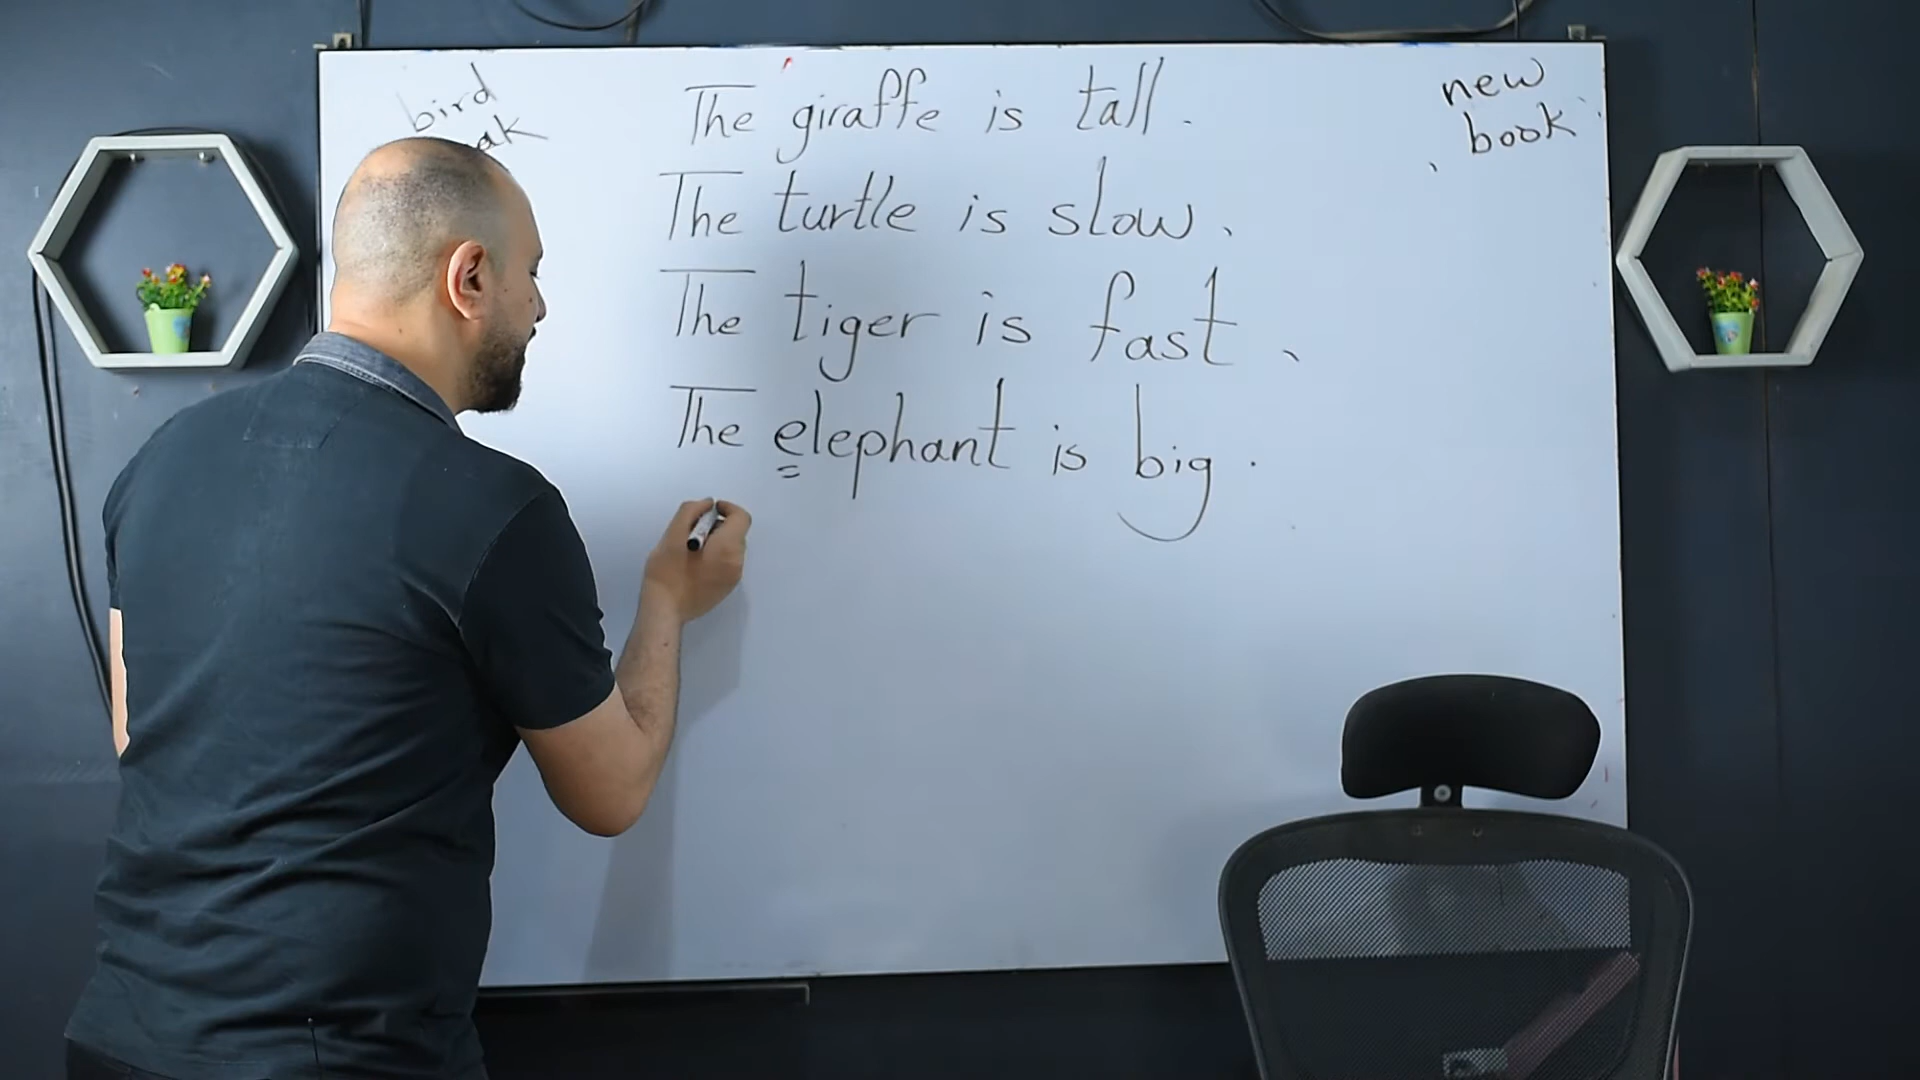 bird
The giraffe is tall.
The turtle is slow.
The tiger is fast.
The elephant is big.
new
book